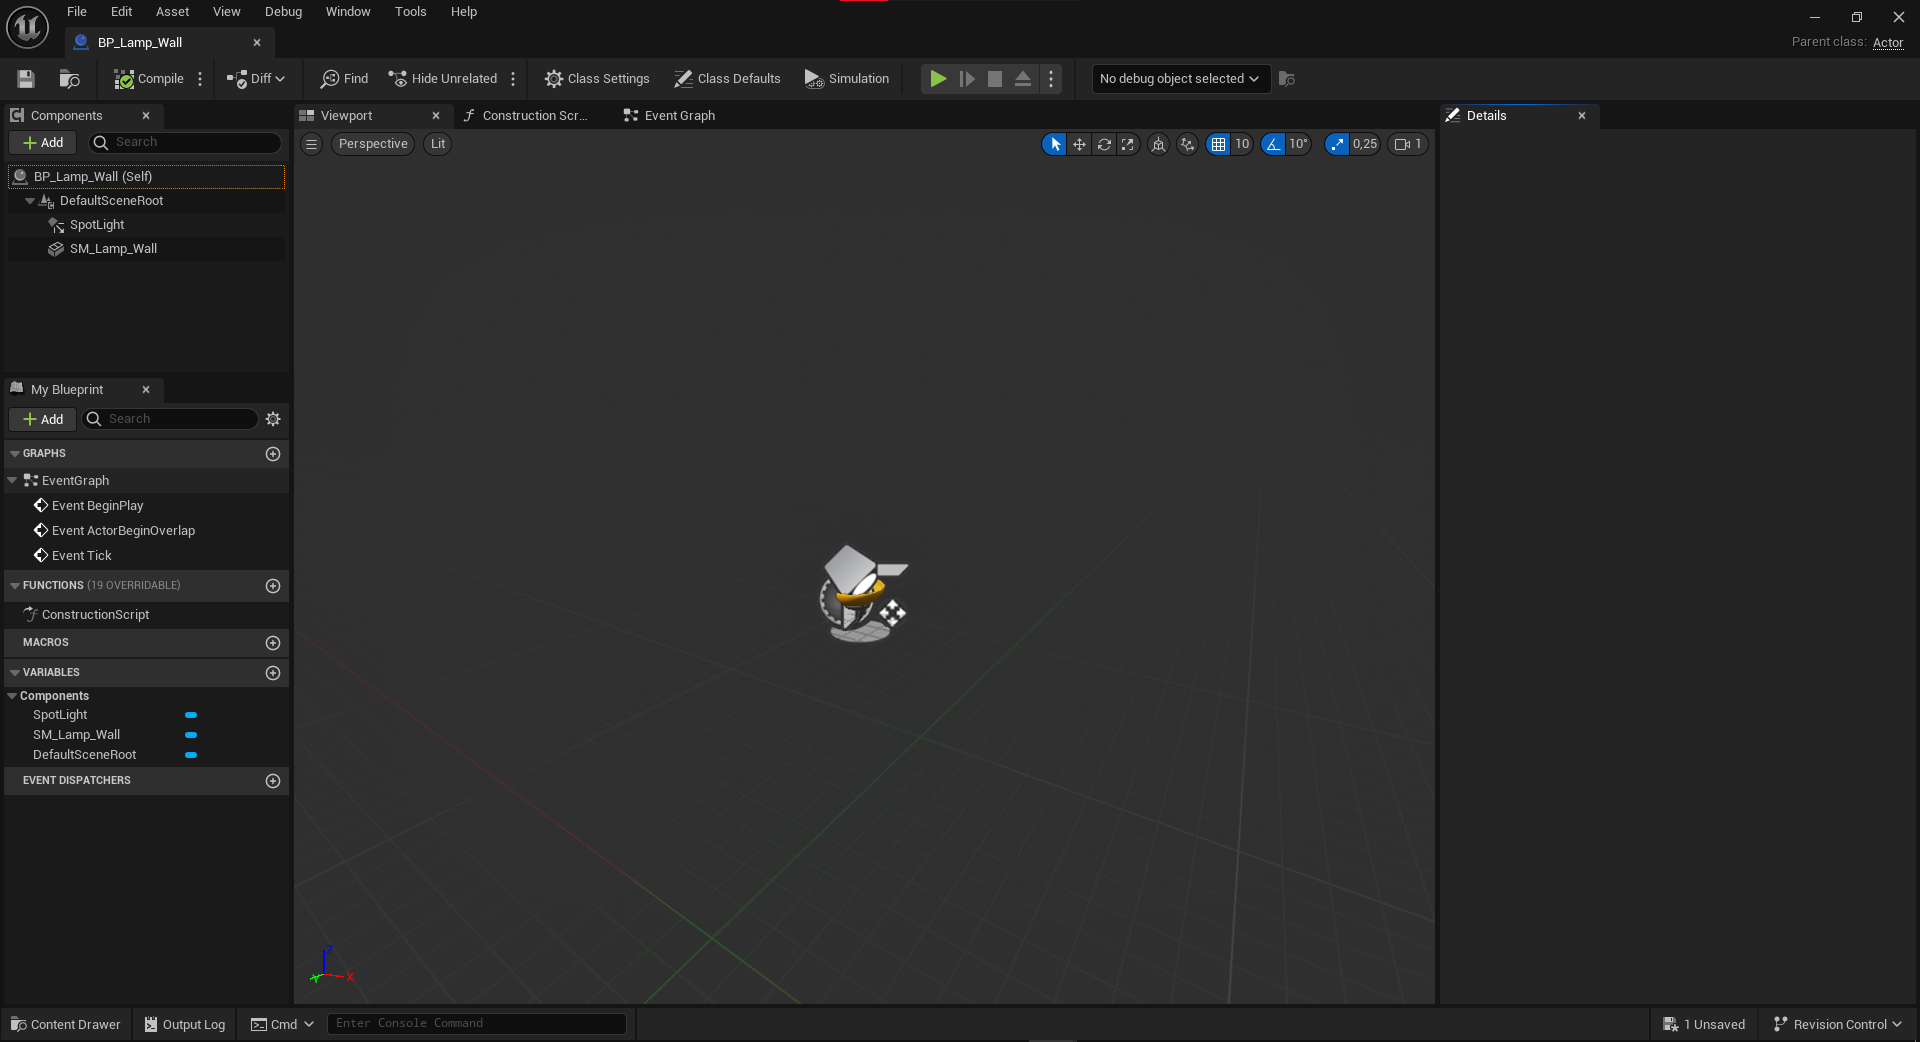 File Edit Asset View Debug Window Tools Help
BP_Lamp_Wall
Parent class: Actor
Compile Diff Find Hide Unrelated Class Settings Class Defaults Simulation No debug object selected
Components
Viewport Construction Scr... Event Graph
Details
Add Search
Perspective Lit 10 10° 0,25 1
BP_Lamp_Wall (Self)
DefaultSceneRoot
SpotLight
SM_Lamp_Wall
My Blueprint
Add Search
GRAPHS
EventGraph
Event BeginPlay
Event ActorBeginOverlap
Event Tick
FUNCTIONS (19 OVERRIDABLE)
ConstructionScript
MACROS
VARIABLES
Components
SpotLight
SM_Lamp_Wall
DefaultSceneRoot
EVENT DISPATCHERS
Z
Y X
Content Drawer Output Log Cmd Enter Console Command 1 Unsaved Revision Control